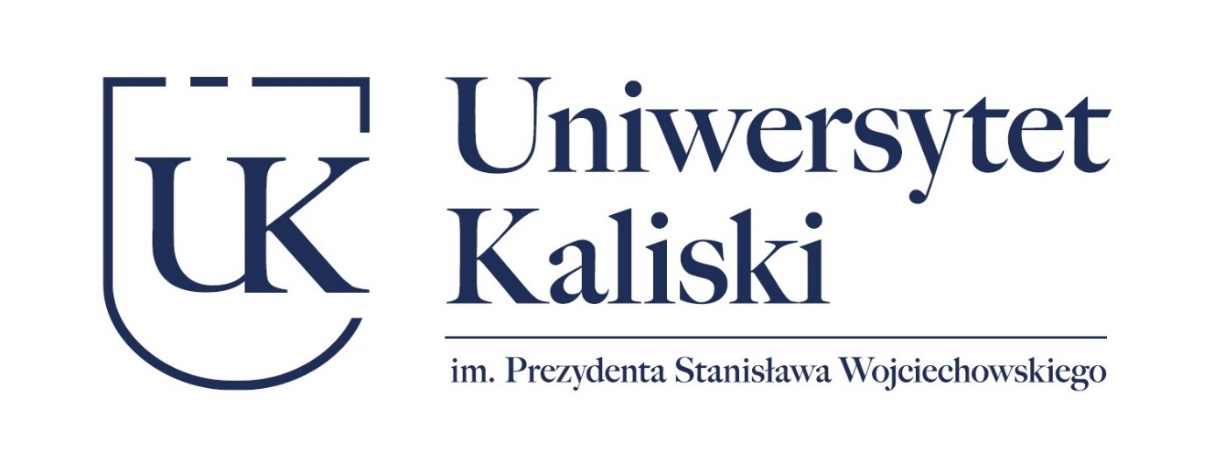 UK
Uniwersytet
Kaliski
im. Prezydenta Stanisława Wojciechowskiego